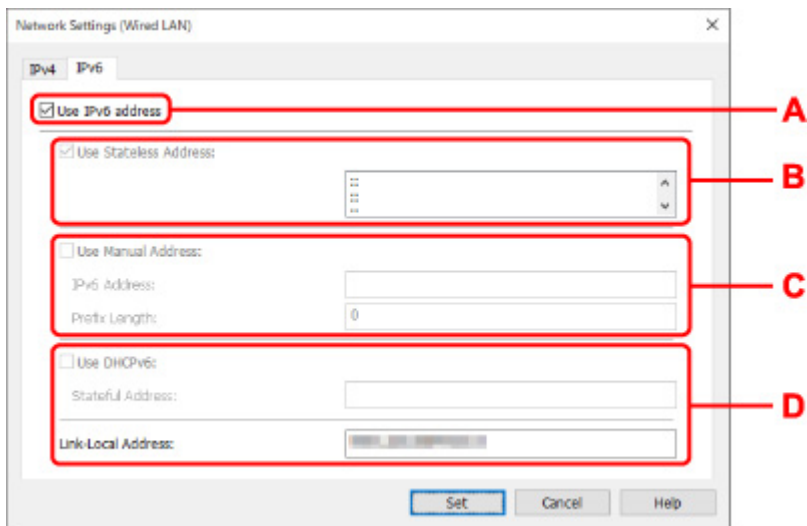 Network Settings (Wired LAN)
IPv4 IPv6
Use IPv6 address
A
Use Stateless Address:
::
::
::
B
Use Manual Address:
IPv6 Address:
Prefix Length: 0
C
Use DHCPv6:
Stateful Address:
D
Link-Local Address:
Set Cancel Help